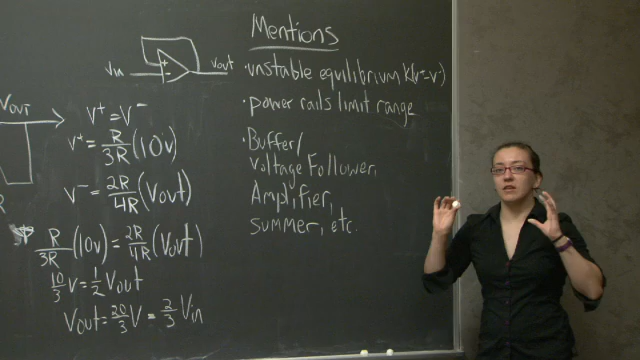 Vin
+
-
Vout
Vout
V⁺ = V⁻
V⁺ = R/3R (10V)
V⁻ = 2R/4R (Vout)
R/3R (10V) = 2R/4R (Vout)
10/3 V = 1/2 Vout
Vout = 20/3 V = 2/3 Vin
R
Mentions
• unstable equilibrium K(V⁺-V⁻)
• power rails limit range
• Buffer/
voltage Follower,
Amplifier,
summer, etc.